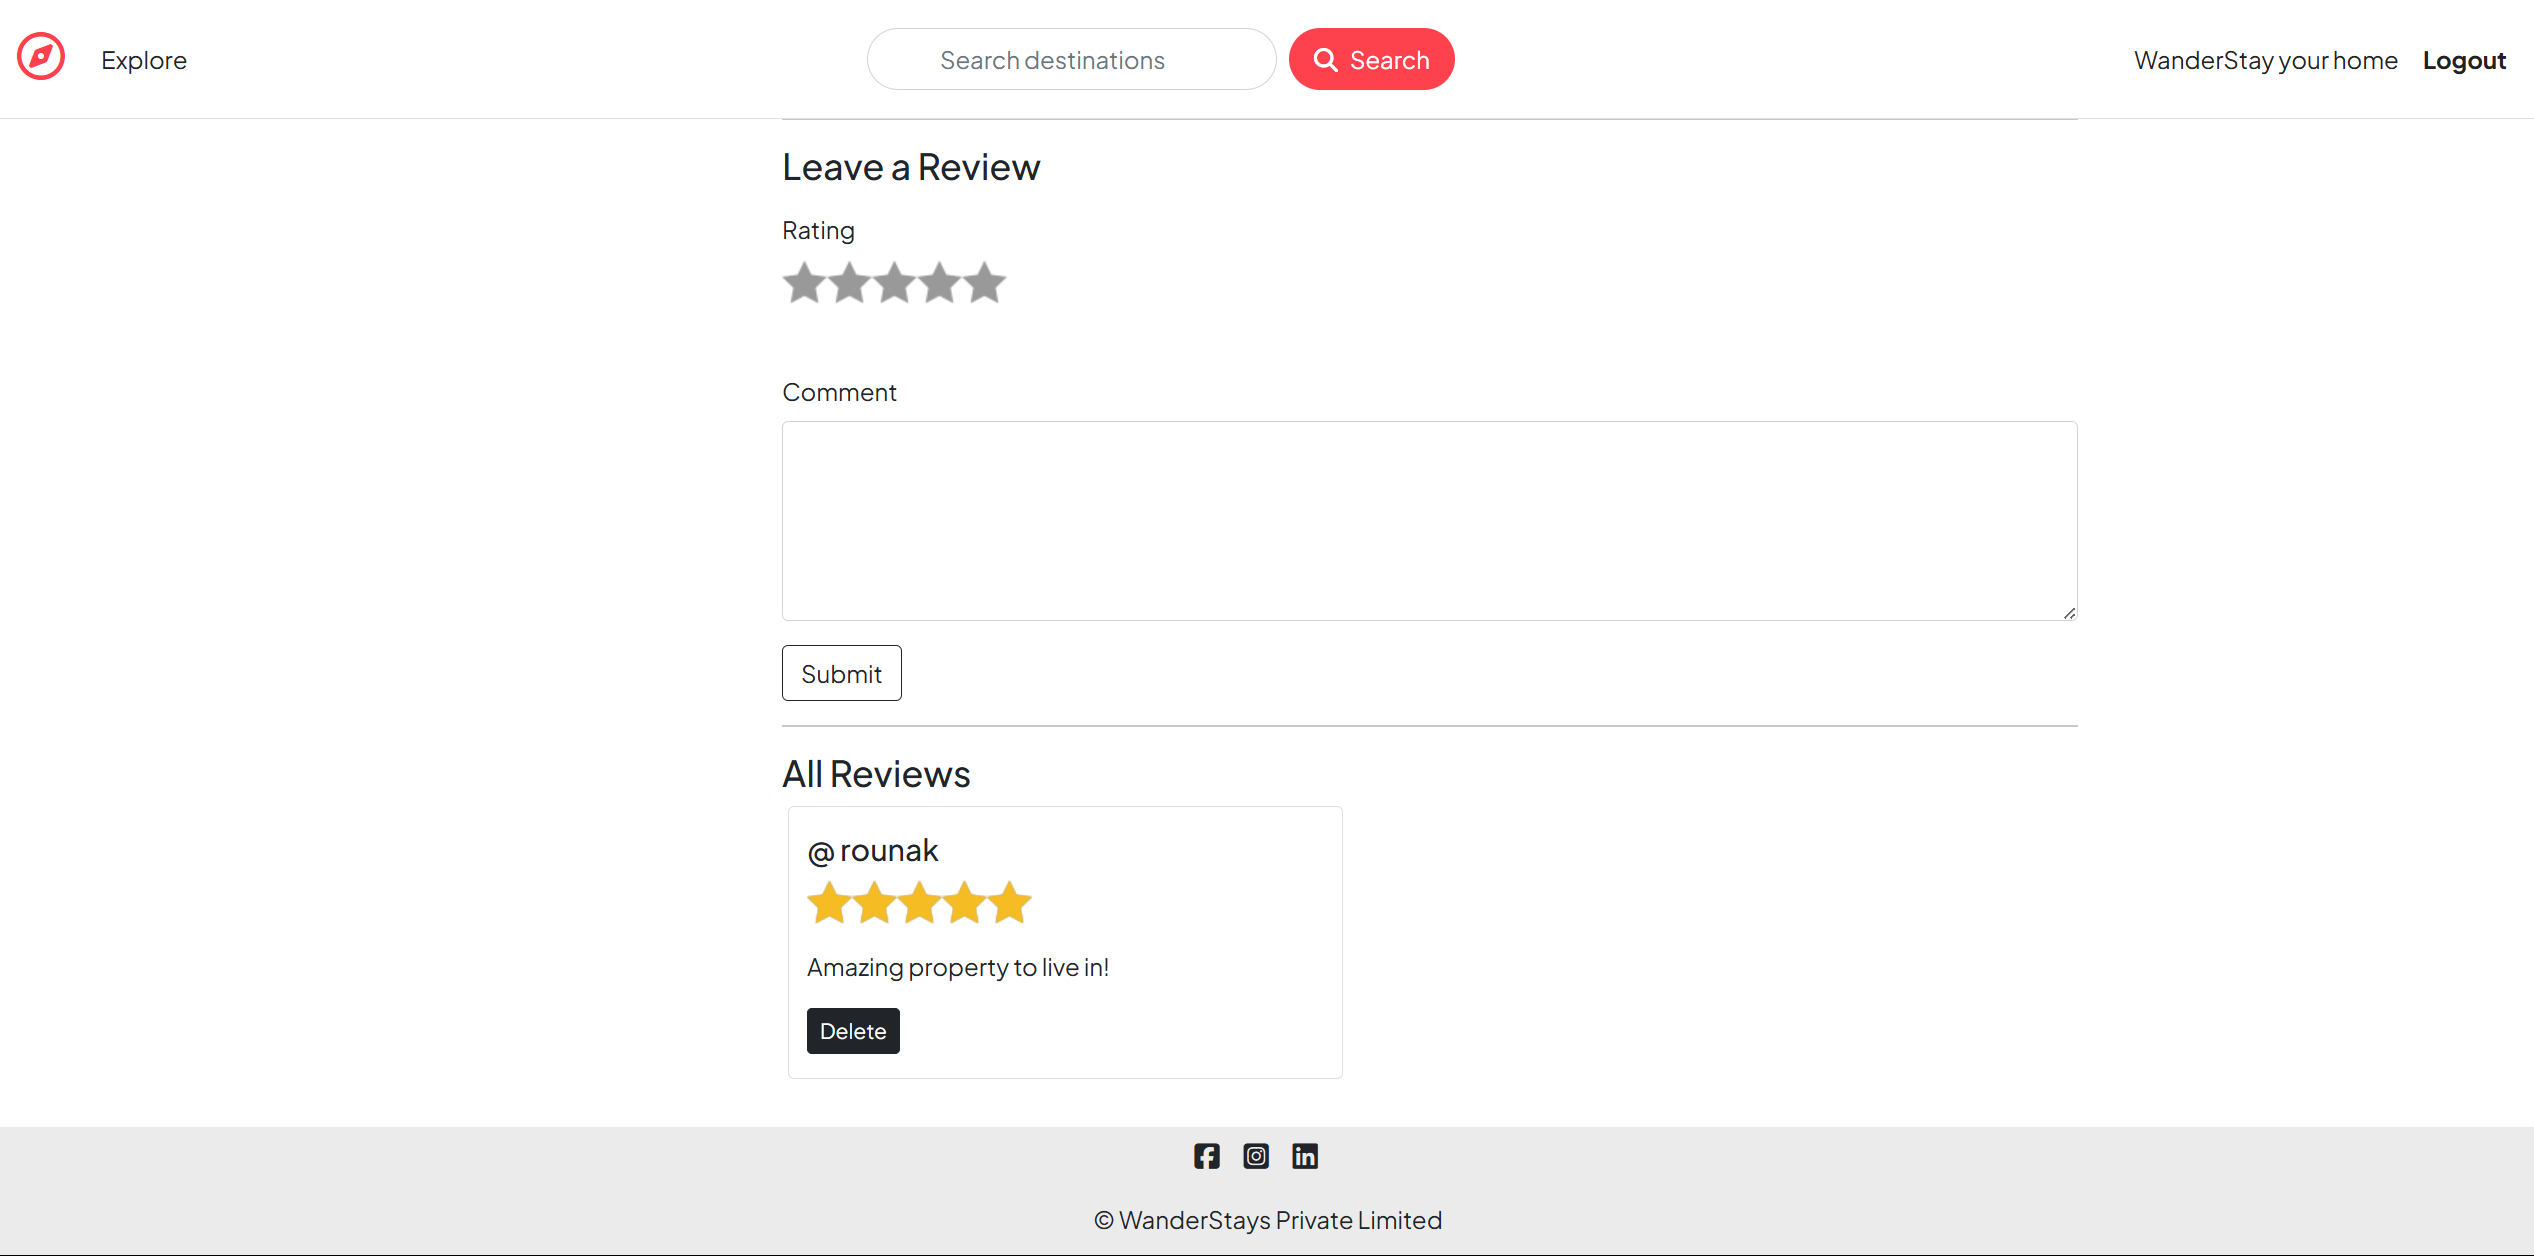 Explore
Search destinations
Search
WanderStay your home
Logout
Leave a Review
Rating
Comment
Submit
All Reviews
@ rounak
Amazing property to live in!
Delete
© WanderStays Private Limited